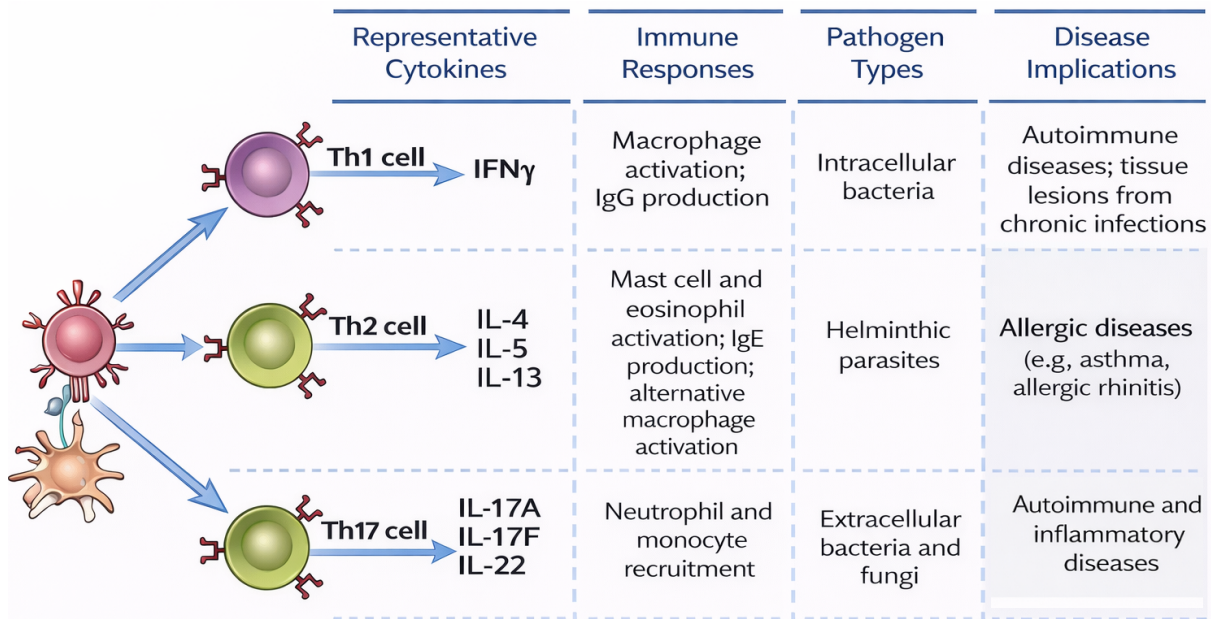 Representative
Cytokines
Immune
Responses
Pathogen
Types
Disease
Implications
Th1 cell
IFNγ
Macrophage
activation;
IgG production
Intracellular
bacteria
Autoimmune
diseases; tissue
lesions from
chronic infections
Th2 cell
IL-4
IL-5
IL-13
Mast cell and
eosinophil
activation; IgE
production;
alternative
macrophage
activation
Helminthic
parasites
Allergic diseases
(e.g, asthma,
allergic rhinitis)
Th17 cell
IL-17A
IL-17F
IL-22
Neutrophil and
monocyte
recruitment
Extracellular
bacteria and
fungi
Autoimmune and
inflammatory
diseases